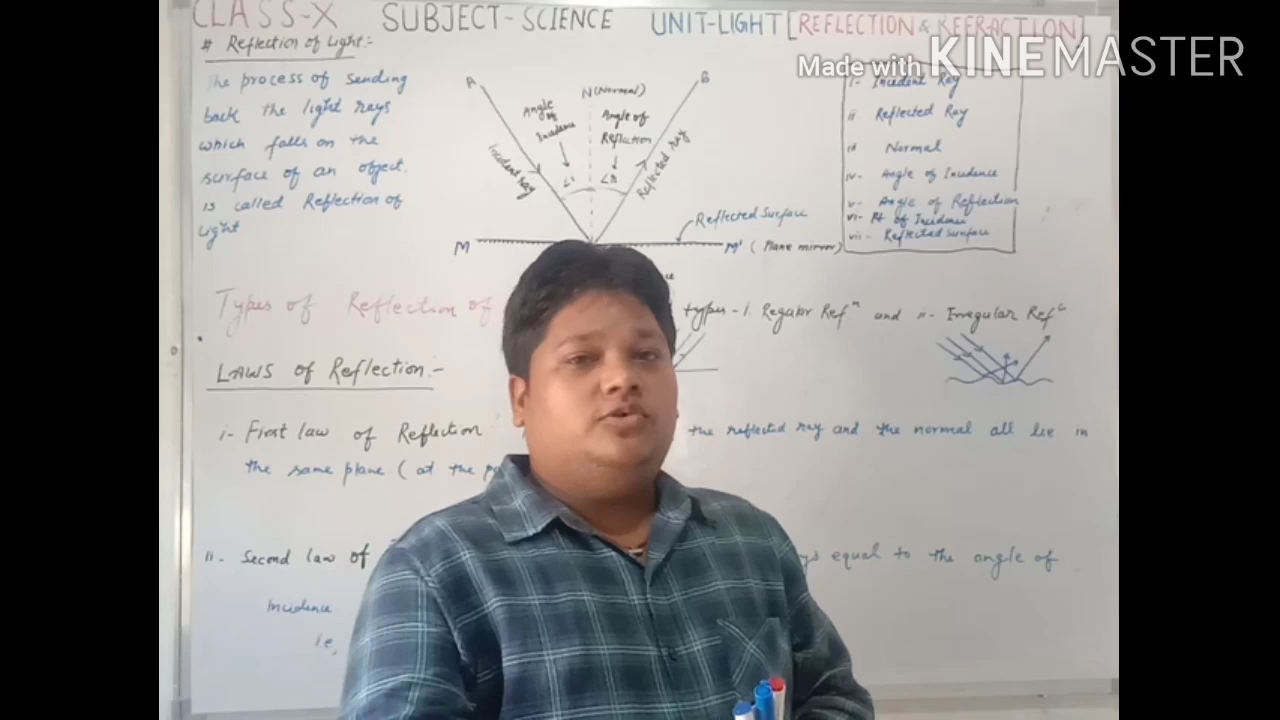 CLASS-X SUBJECT-SCIENCE UNIT-LIGHT [REFLECTION & REFRACTION]
Made with KINEMASTER
# Reflection of Light:-
The process of sending
back the light rays
which falls on the
surface of an object.
is called Reflection of
Light
A
N (Normal)
B
Angle
of
Incidence
Angle of
Reflection
Incident ray
Reflected ray
∠i
∠r
Reflected Surface
M
M' (Plane mirror)
i- Incident Ray
ii Reflected Ray
Normal
iv- Angle of Incidence
v- Angle of Reflection
vi- Pt of Incidence
vii- Reflected Surface
Types of Reflection of
types - i. Regular Ref^n and ii- Irregular Ref
LAWS of Reflection:-
i- First law of Reflection the reflected ray and the normal all lie in
the same plane ( at the
ii- Second law of equal to the angle of
Incidence
i.e,